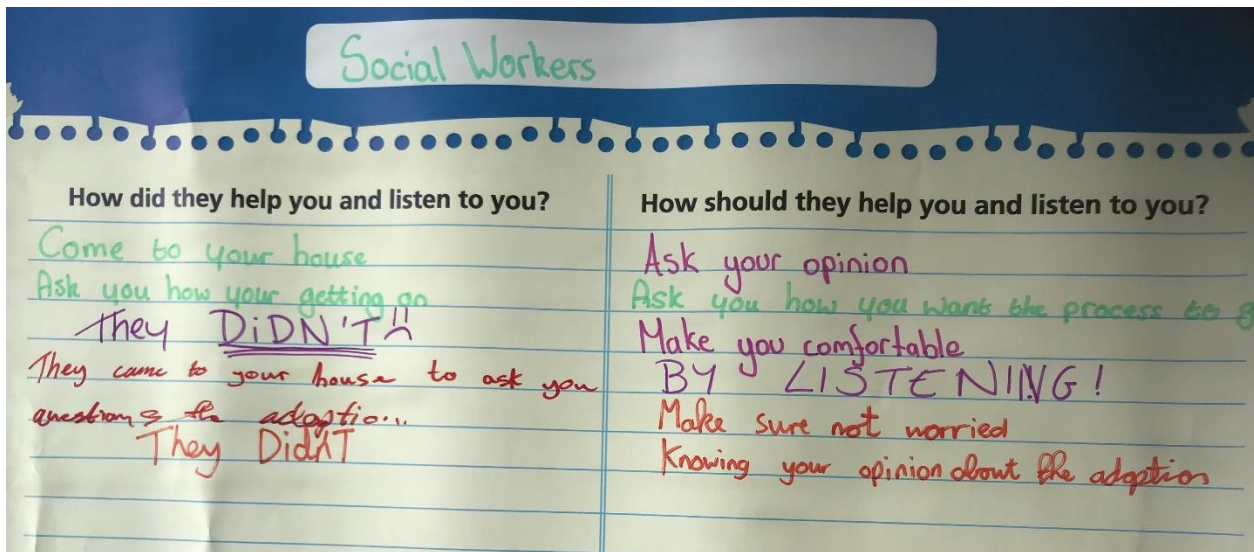 Social Workers
How did they help you and listen to you?
Come to your house
Ask you how your getting on
They DiDN'T
They came to your house to ask you
questions the adoptio...
They DidNT
How should they help you and listen to you?
Ask your opinion
Ask you how you want the process to
Make you comfortable
BY LISTENING!
Make sure not worried
Knowing your opinion about the adoption